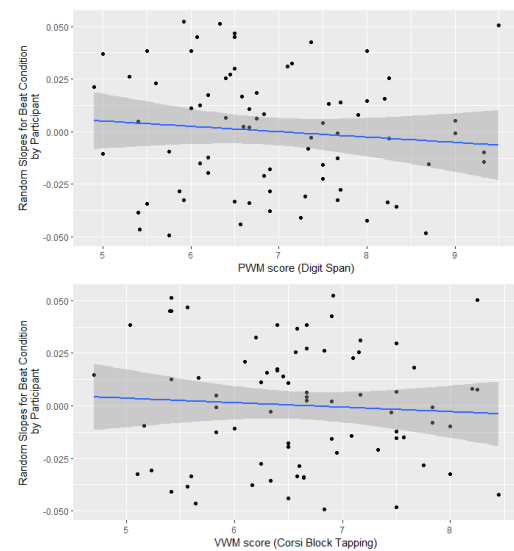 Random Slopes for Beat Condition
by Participant
0.050
0.025
0.000
-0.025
-0.050
5 6 7 8 9
PWM score (Digit Span)
Random Slopes for Beat Condition
by Participant
0.050
0.025
0.000
-0.025
-0.050
5 6 7 8
VWM score (Corsi Block Tapping)